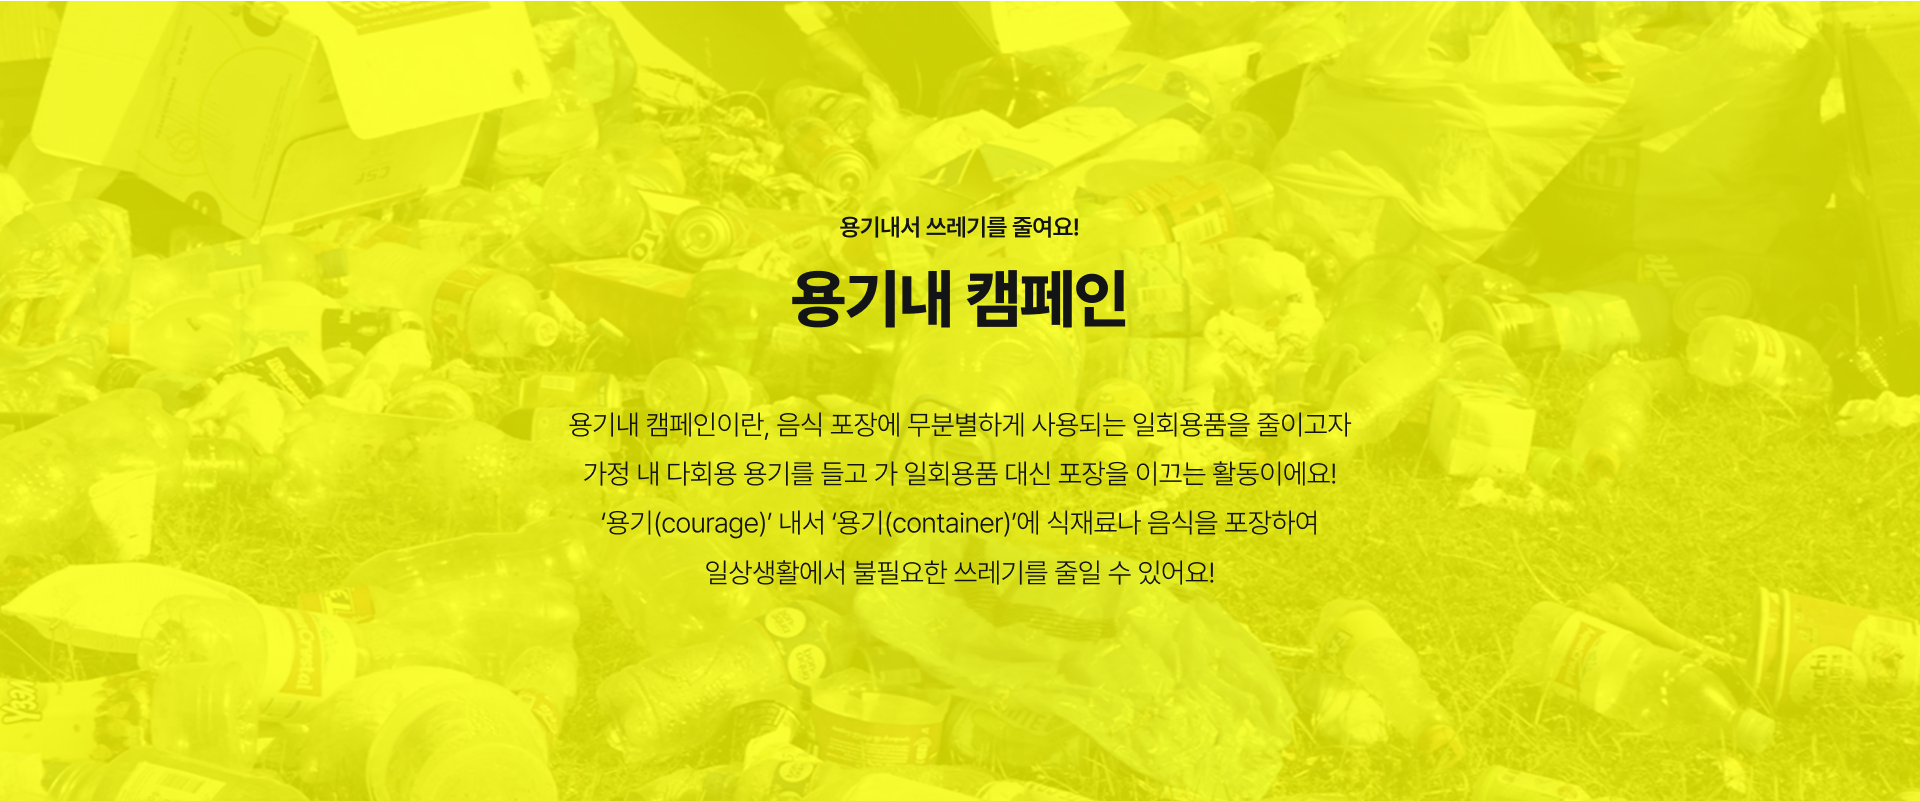 용기내서 쓰레기를 줄여요!
용기내 캠페인
용기내 캠페인이란, 음식 포장에 무분별하게 사용되는 일회용품을 줄이고자
가정 내 다회용 용기를 들고 가 일회용품 대신 포장을 이끄는 활동이에요!
‘용기(courage)’ 내서 ‘용기(container)’에 식재료나 음식을 포장하여
일상생활에서 불필요한 쓰레기를 줄일 수 있어요!